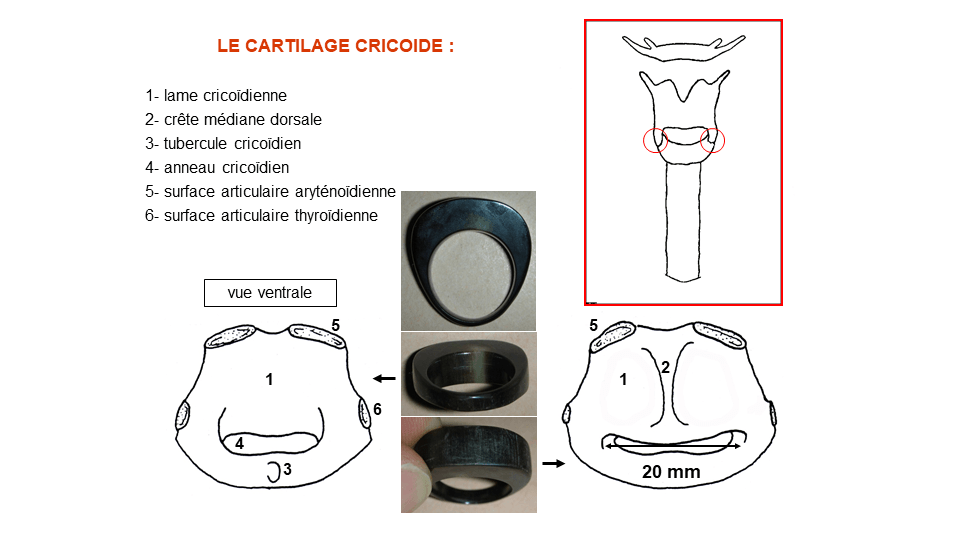 LE CARTILAGE CRICOIDE :
1- lame cricoïdienne
2- crête médiane dorsale
3- tubercule cricoïdien
4- anneau cricoïdien
5- surface articulaire aryténoïdienne
6- surface articulaire thyroïdienne
vue ventrale
5
1
6
4
3
5
2
1
20 mm